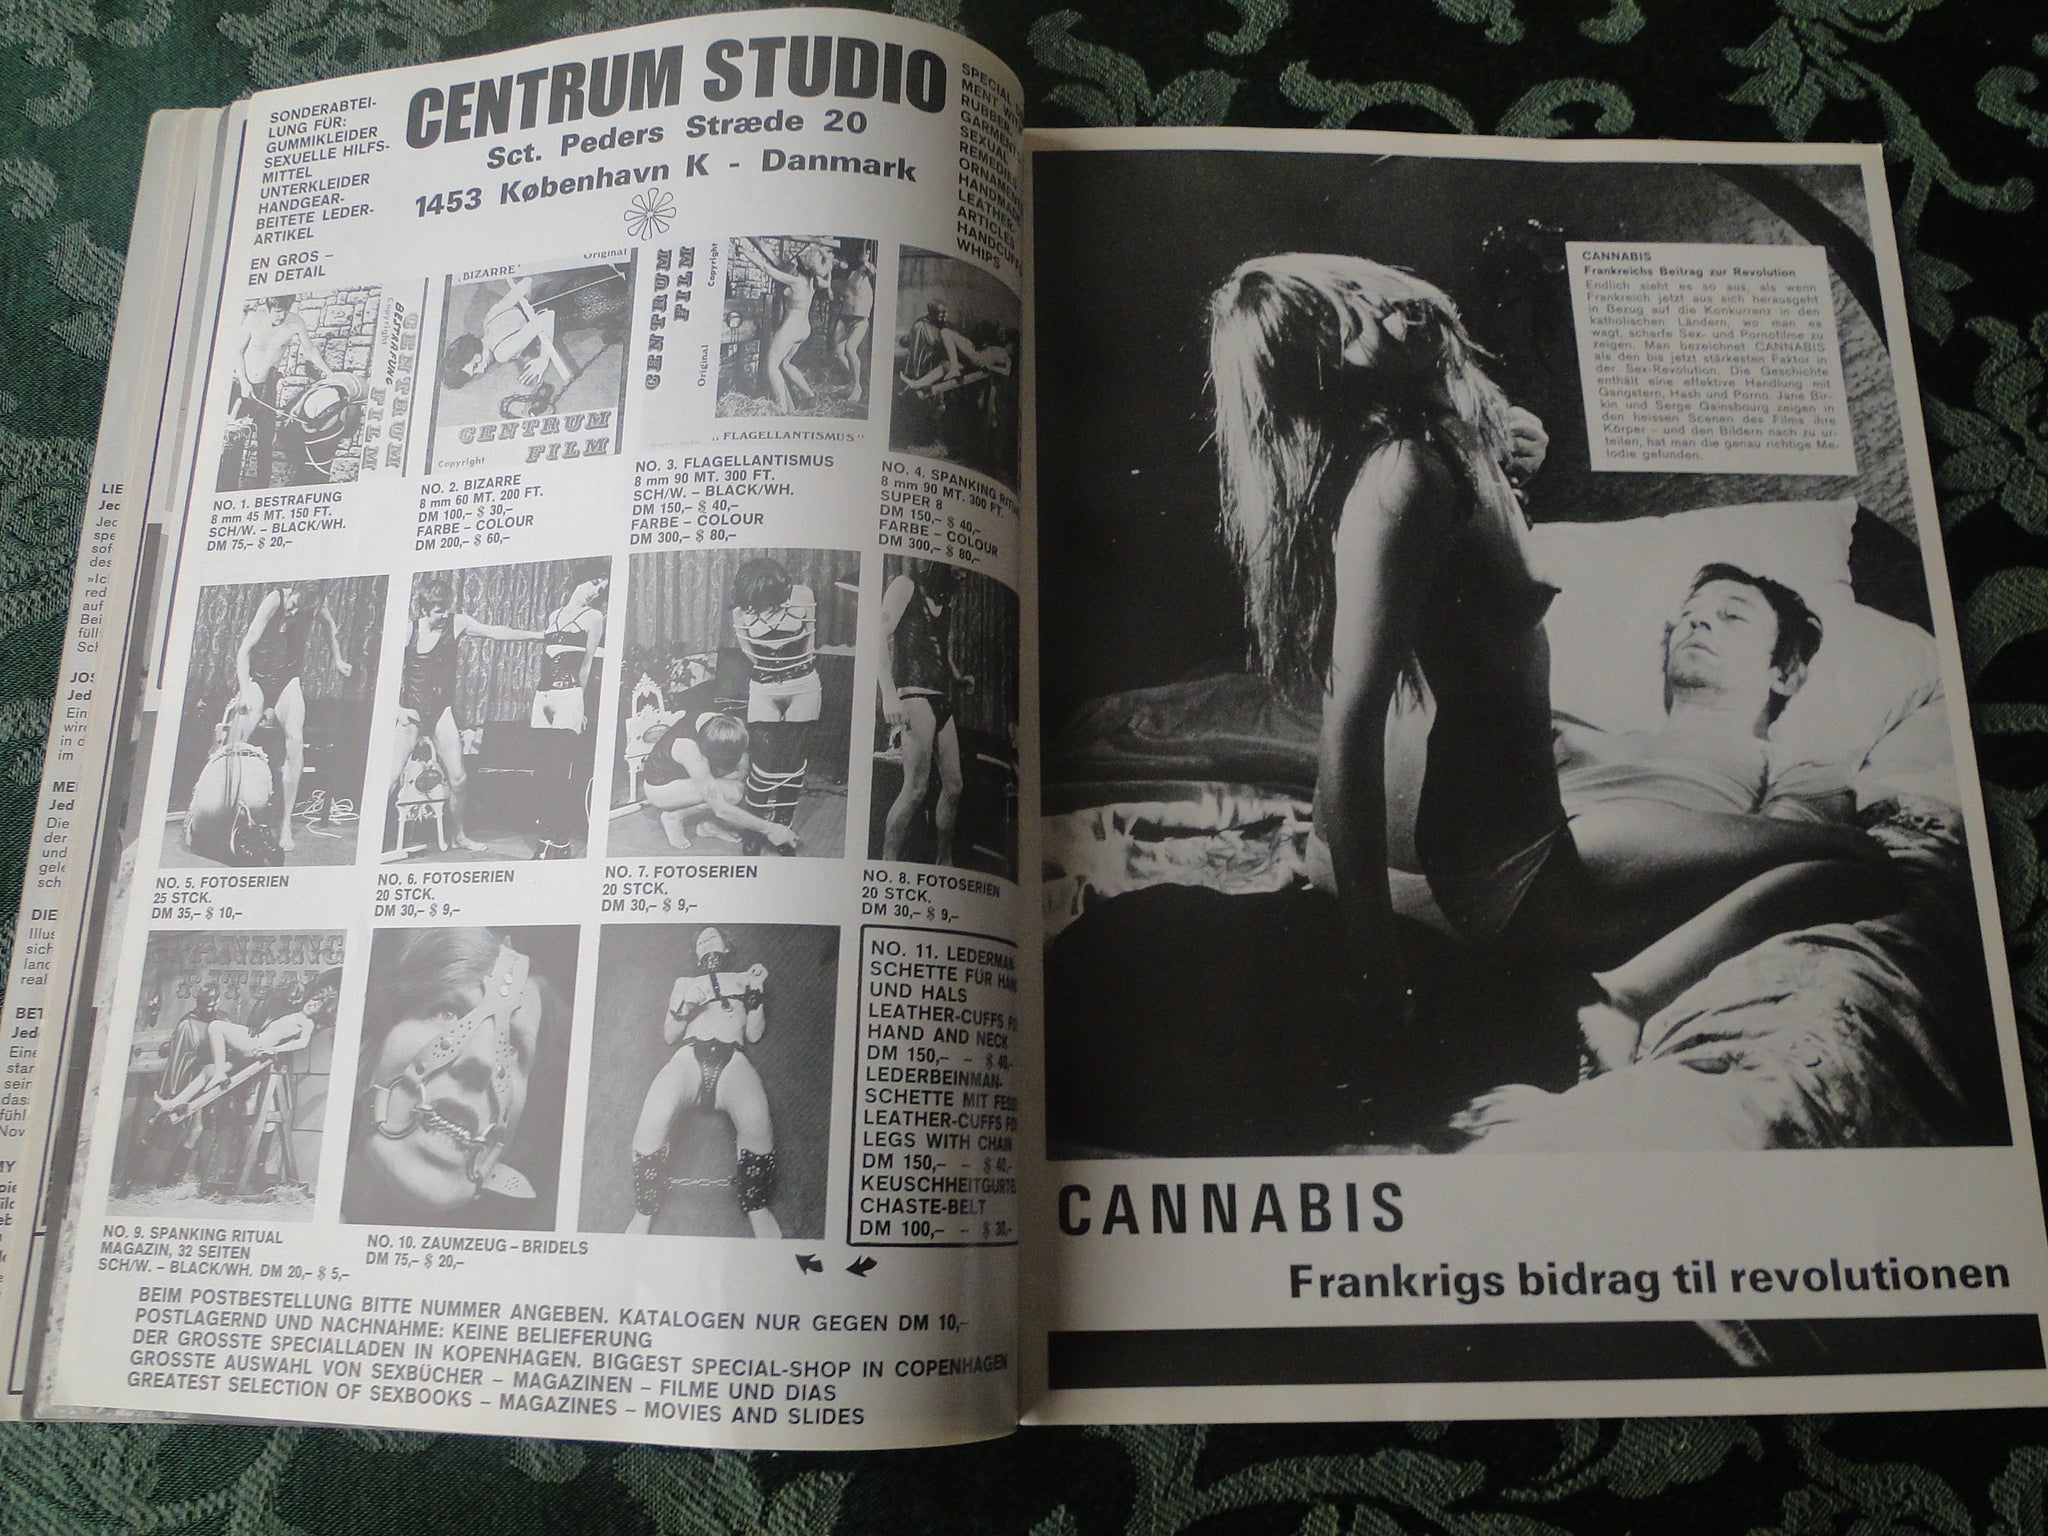 CENTRUM STUDIO
Sct. Peders Stræde 20
1453 København K - Danmark
SONDERABTEI-
LUNG FÜR:
GUMMIKLEIDER
SEXUELLE HILFS-
MITTEL
UNTERKLEIDER
HANDGEAR-
BEITETE LEDER-
ARTIKEL
EN GROS –
EN DETAIL
SPECIAL
RUBBER
SEXUAL
REMEDIES
LEATHER
ARTICLES
WHIPS
BESTRAFUNG
Copyright
CENTRUM FILM
„BIZARRE"
Original
CENTRUM
FILM
Copyright
CENTRUM
FILM
Copyright
Original
„FLAGELLANTISMUS"
NO. 1. BESTRAFUNG
8 mm 45 MT. 150 FT.
SCH/W. – BLACK/WH.
DM 75,– $ 20,–
NO. 2. BIZARRE
8 mm 60 MT. 200 FT.
DM 100,– $ 30,–
FARBE – COLOUR
DM 200,– $ 60,–
NO. 3. FLAGELLANTISMUS
8 mm 90 MT. 300 FT.
SCH/W. – BLACK/WH.
DM 150,– $ 40,–
FARBE – COLOUR
DM 300,– $ 80,–
NO. 4. SPANKING
8 mm 90 MT. 300 FT.
SUPER 8
DM 150,– $ 40,–
FARBE – COLOUR
DM 300,– $ 80,–
NO. 5. FOTOSERIEN
25 STCK.
DM 35,– $ 10,–
NO. 6. FOTOSERIEN
20 STCK.
DM 30,– $ 9,–
NO. 7. FOTOSERIEN
20 STCK.
DM 30,– $ 9,–
NO. 8. FOTOSERIEN
20 STCK.
DM 30,– $ 9,–
SPANKING
RITUAL
NO. 9. SPANKING RITUAL
MAGAZIN, 32 SEITEN
SCH/W. – BLACK/WH. DM 20,– $ 5,–
NO. 10. ZAUMZEUG – BRIDELS
DM 75,– $ 20,–
NO. 11. LEDERMAN-
SCHETTE FÜR
UND HALS
LEATHER-CUFFS
HAND AND NECK
DM 150,– – $ 40,–
LEDERBEINMAN-
SCHETTE MIT
LEATHER-CUFFS
LEGS WITH CHAIN
DM 150,– – $ 40,–
KEUSCHHEITGURTEL
CHASTE-BELT
DM 100,– – $ 30,–
BEIM POSTBESTELLUNG BITTE NUMMER ANGEBEN. KATALOGEN NUR GEGEN DM 10,–
POSTLAGERND UND NACHNAHME: KEINE BELIEFERUNG
DER GROSSTE SPECIALLADEN IN KOPENHAGEN. BIGGEST SPECIAL-SHOP IN COPENHAGEN
GROSSTE AUSWAHL VON SEXBÜCHER – MAGAZINEN – FILME UND DIAS
GREATEST SELECTION OF SEXBOOKS – MAGAZINES – MOVIES AND SLIDES
CANNABIS
Frankreichs Beitrag zur Revolution
Endlich sieht es so aus, als wenn
Frankreich jetzt aus sich herausgeht
in Bezug auf die Konkurrenz in den
katholischen Ländern, wo man es
wagt, scharfe Sex- und Pornofilme zu
zeigen. Man bezeichnet CANNABIS
als den bis jetzt stärksten Faktor in
der Sex-Revolution. Die Geschichte
enthält eine effektive Handlung mit
Gangstern, Hash und Porno. Jane Bir-
kin und Serge Gainsbourg zeigen in
den heissen Scenen des Films ihre
Körper – und den Bildern nach zu ur-
teilen, hat man die genau richtige Me-
lodie gefunden.
CANNABIS
Frankrigs bidrag til revolutionen